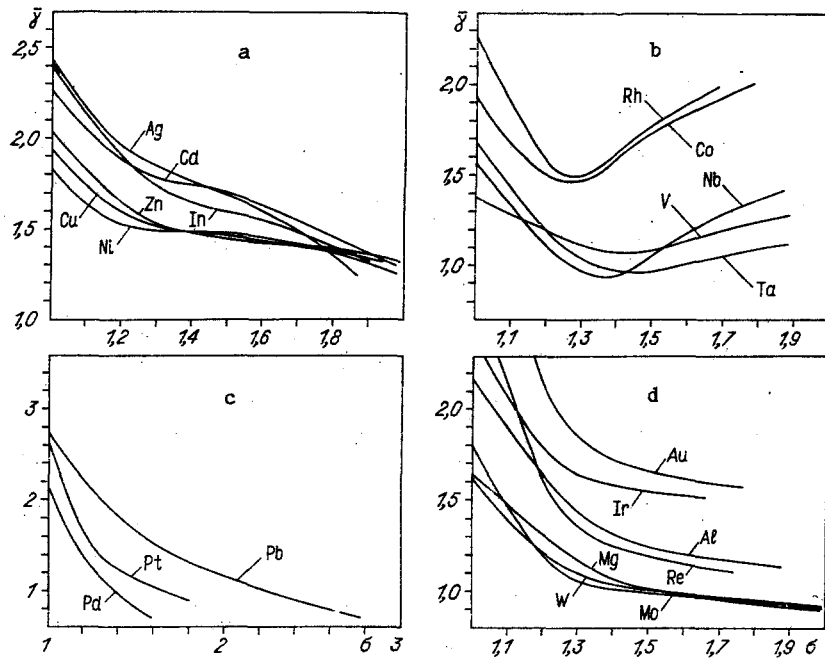 γ̄
2,5
a
2,0
Ag
Cd
Zn
In
1,5
Cu
Ni
1,0
1,2 1,4 1,6 1,8
γ̄
b
2,0
Rh
Co
1,5
Nb
V
1,0
Ta
1,1 1,3 1,5 1,7 1,9
3
c
2
Pt
Pb
1
Pd
1 2 б 3
d
2,0
Au
Ir
1,5
Al
Mg
Re
1,0
W
Mo
1,1 1,3 1,5 1,7 1,9 б